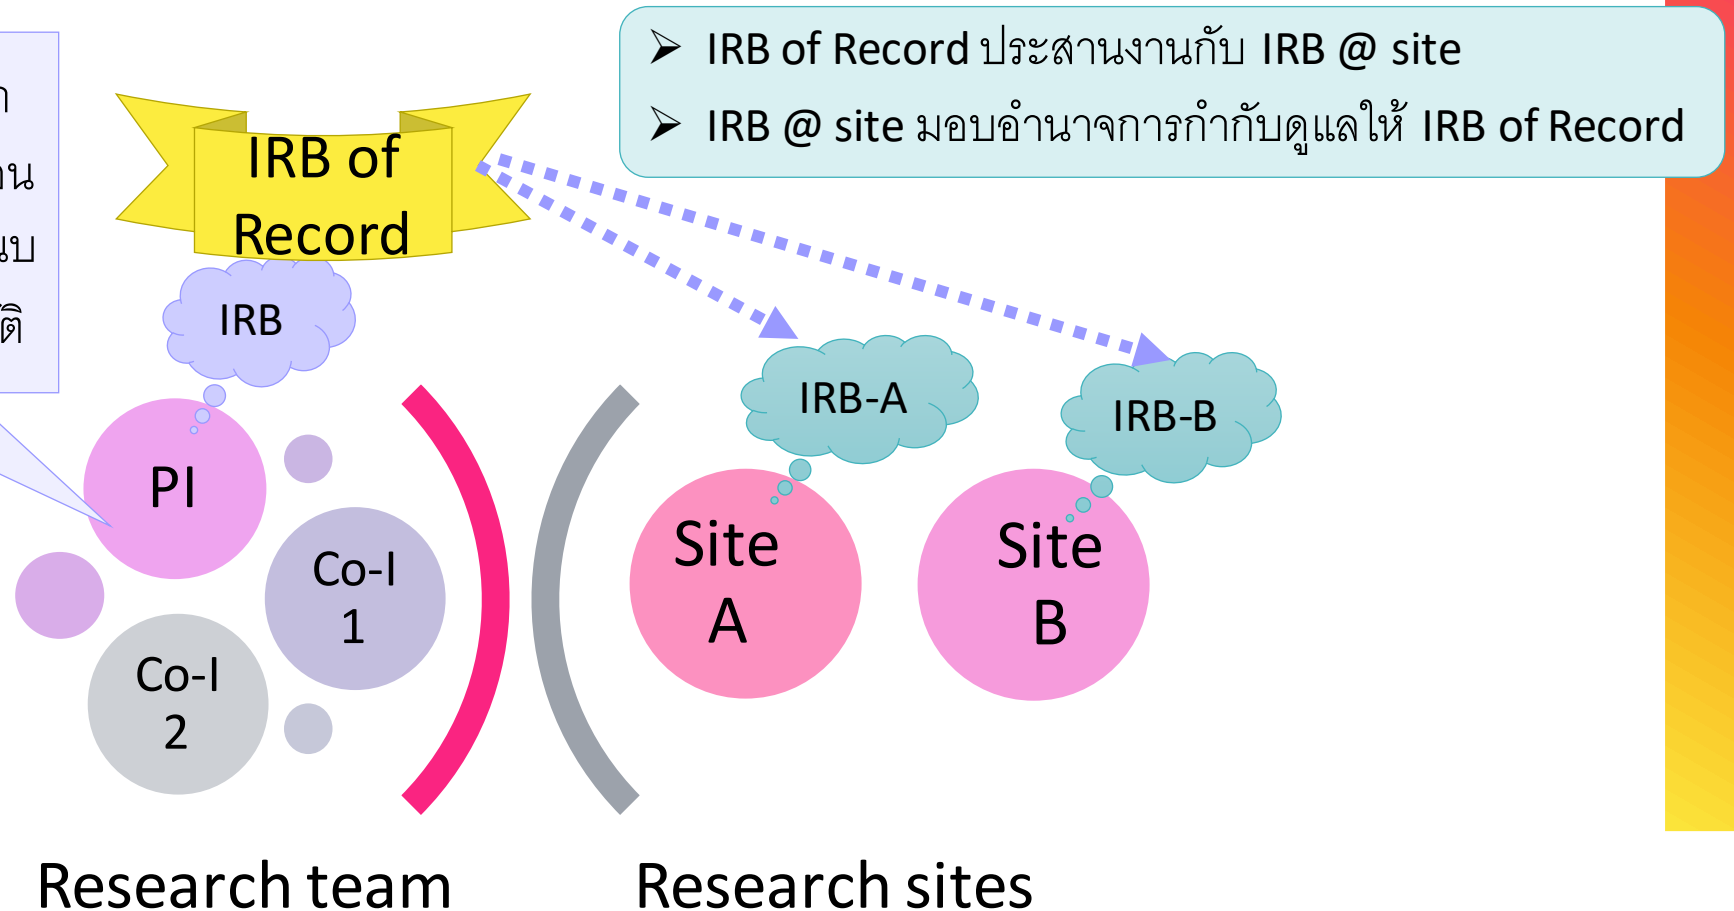 IRB of Record ประสานงานกับ IRB @ site
IRB @ site มอบอำนาจการกำกับดูแลให้ IRB of Record
IRB of
Record
IRB
IRB-A
IRB-B
PI
Co-I
1
Co-I
2
Site
A
Site
B
Research team
Research sites